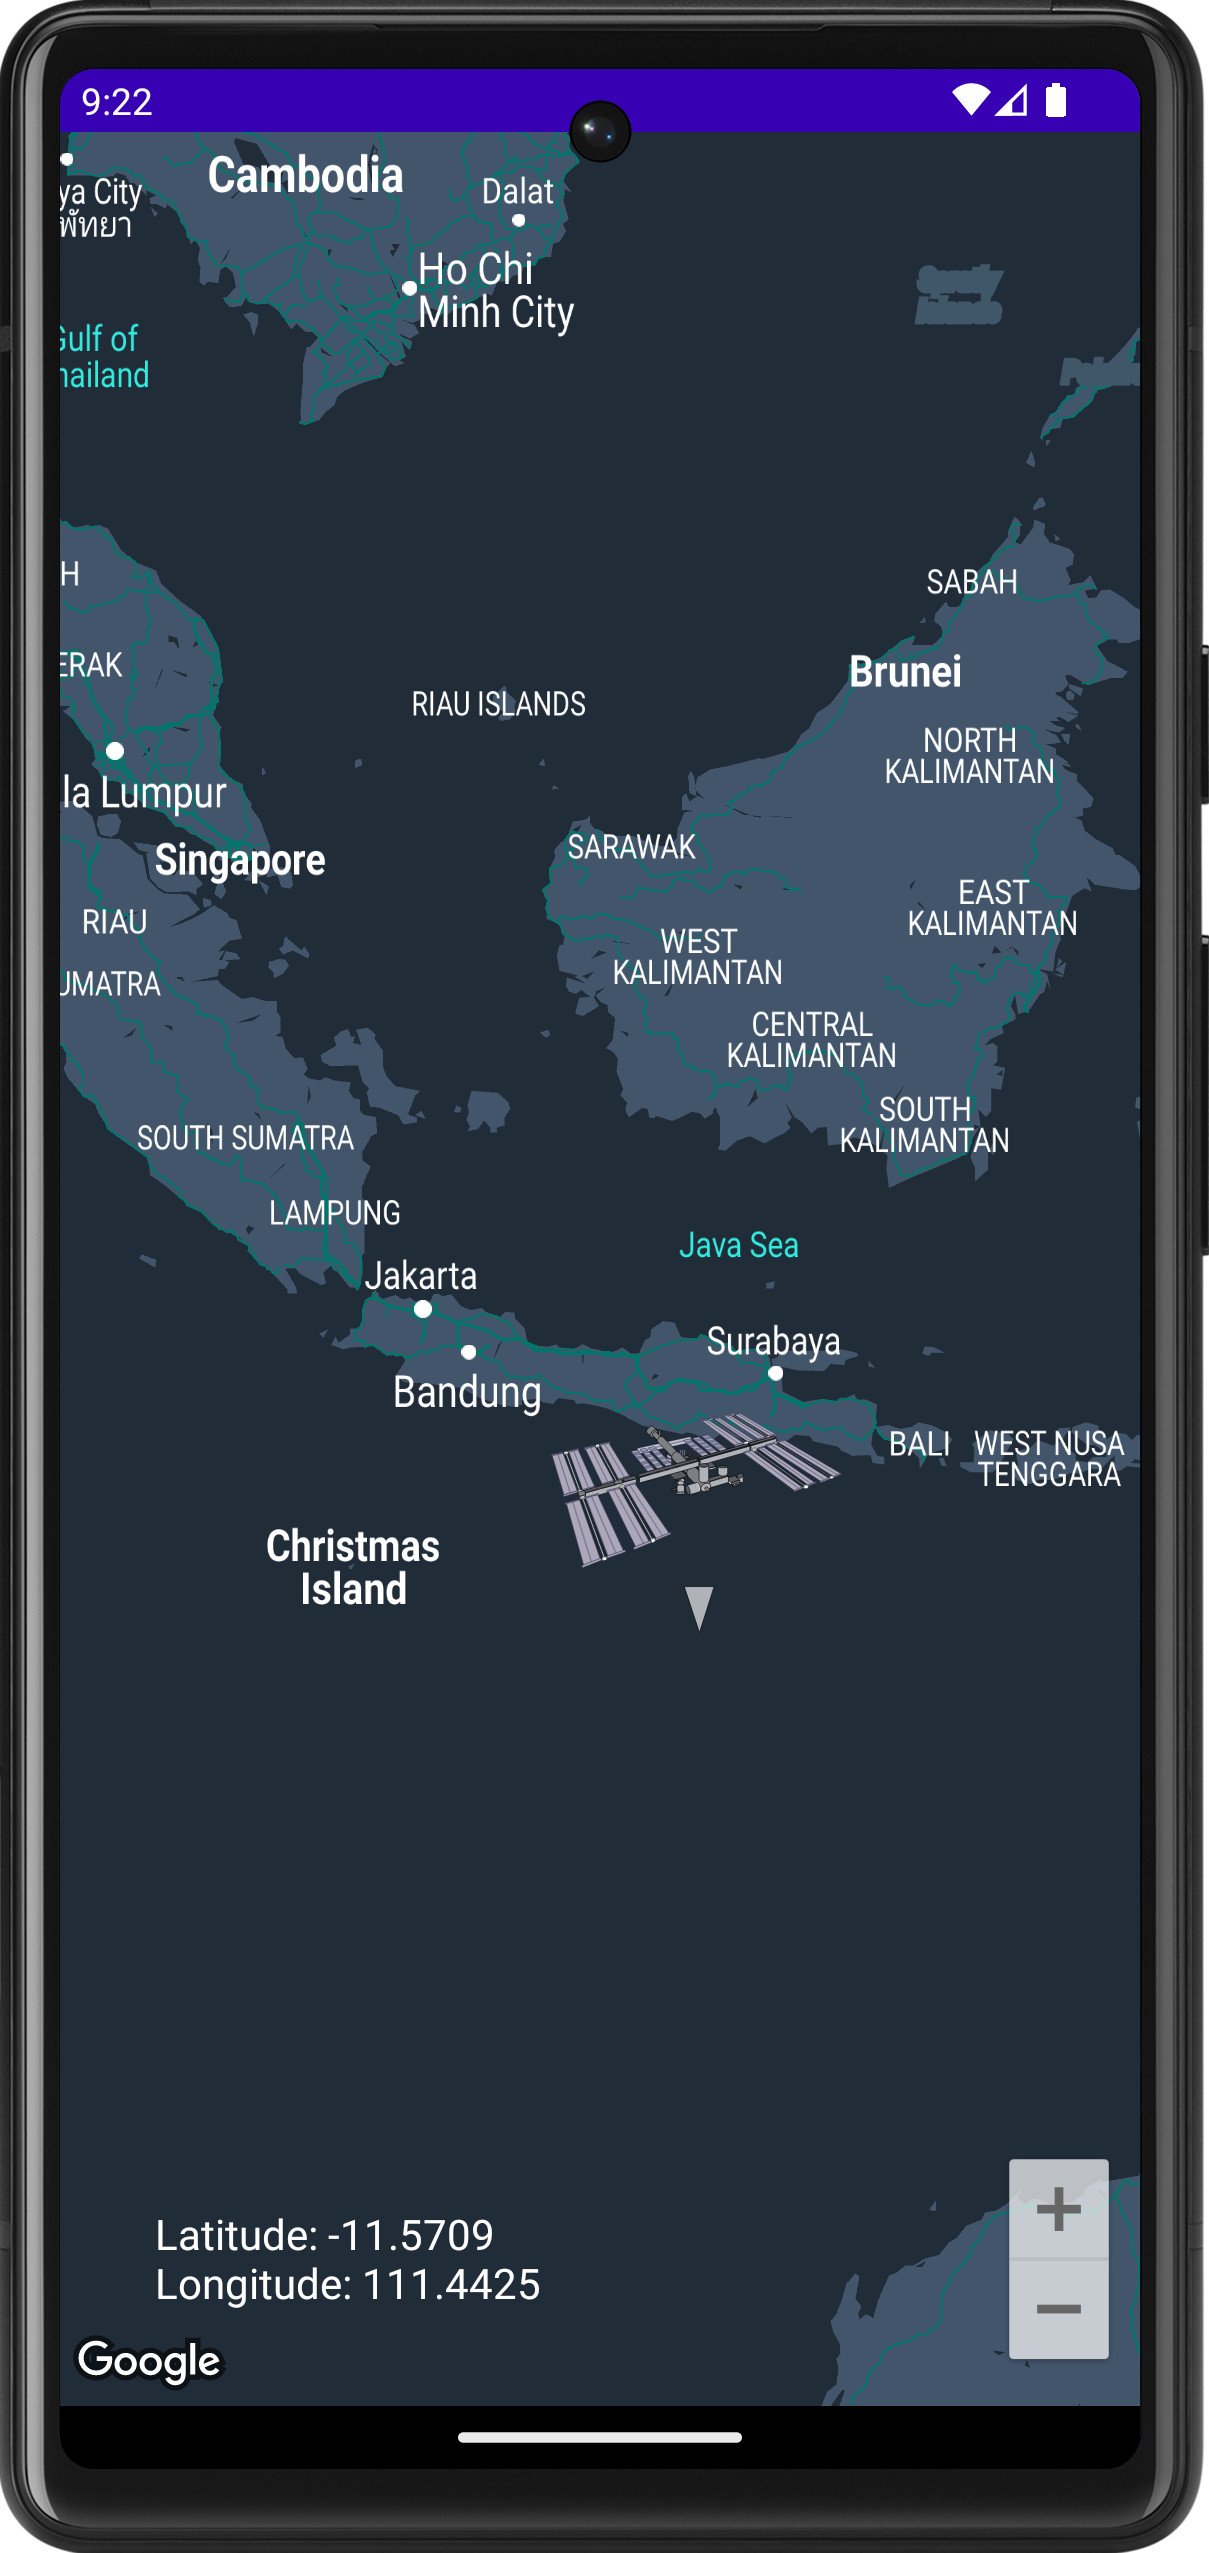 9:22
Cambodia
ya City
พัทยา
Dalat
Ho Chi
Minh City
Gulf of
hailand
H
SABAH
ERAK
Brunei
RIAU ISLANDS
NORTH
KALIMANTAN
la Lumpur
SARAWAK
Singapore
EAST
KALIMANTAN
RIAU
WEST
KALIMANTAN
UMATRA
CENTRAL
KALIMANTAN
SOUTH
KALIMANTAN
SOUTH SUMATRA
LAMPUNG
Java Sea
Jakarta
Surabaya
Bandung
BALI
WEST NUSA
TENGGARA
Christmas
Island
Latitude: -11.5709
Longitude: 111.4425
Google